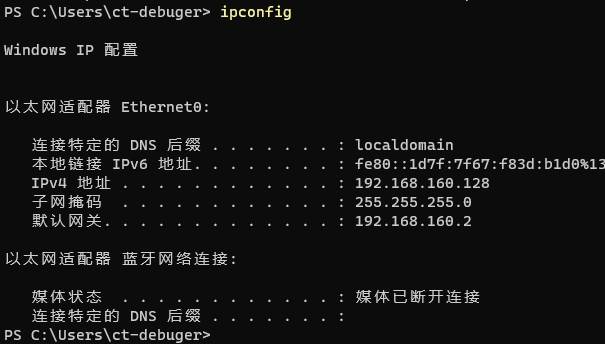 PS C:\Users\ct-debuger> ipconfig
Windows IP 配置
以太网适配器 Ethernet0:
连接特定的 DNS 后缀 . . . . . . . : localdomain
本地链接 IPv6 地址. . . . . . . . : fe80::1d7f:7f67:f83d:b1d0%13
IPv4 地址 . . . . . . . . . . . . : 192.168.160.128
子网掩码 . . . . . . . . . . . . : 255.255.255.0
默认网关. . . . . . . . . . . . . : 192.168.160.2
以太网适配器 蓝牙网络连接:
媒体状态 . . . . . . . . . . . . : 媒体已断开连接
连接特定的 DNS 后缀 . . . . . . . :
PS C:\Users\ct-debuger>